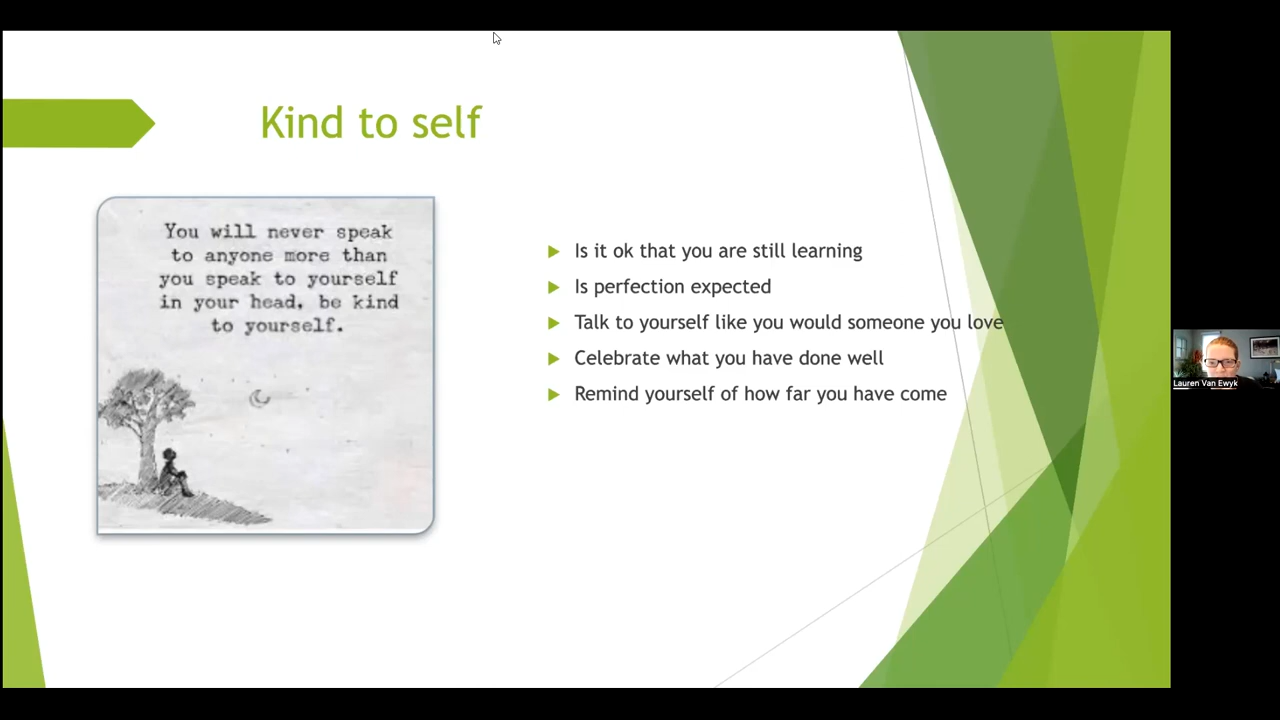 Kind to self
You will never speak
to anyone more than
you speak to yourself
in your head, be kind
to yourself.
Is it ok that you are still learning
Is perfection expected
Talk to yourself like you would someone you love
Celebrate what you have done well
Remind yourself of how far you have come
Lauren Van Ewyk